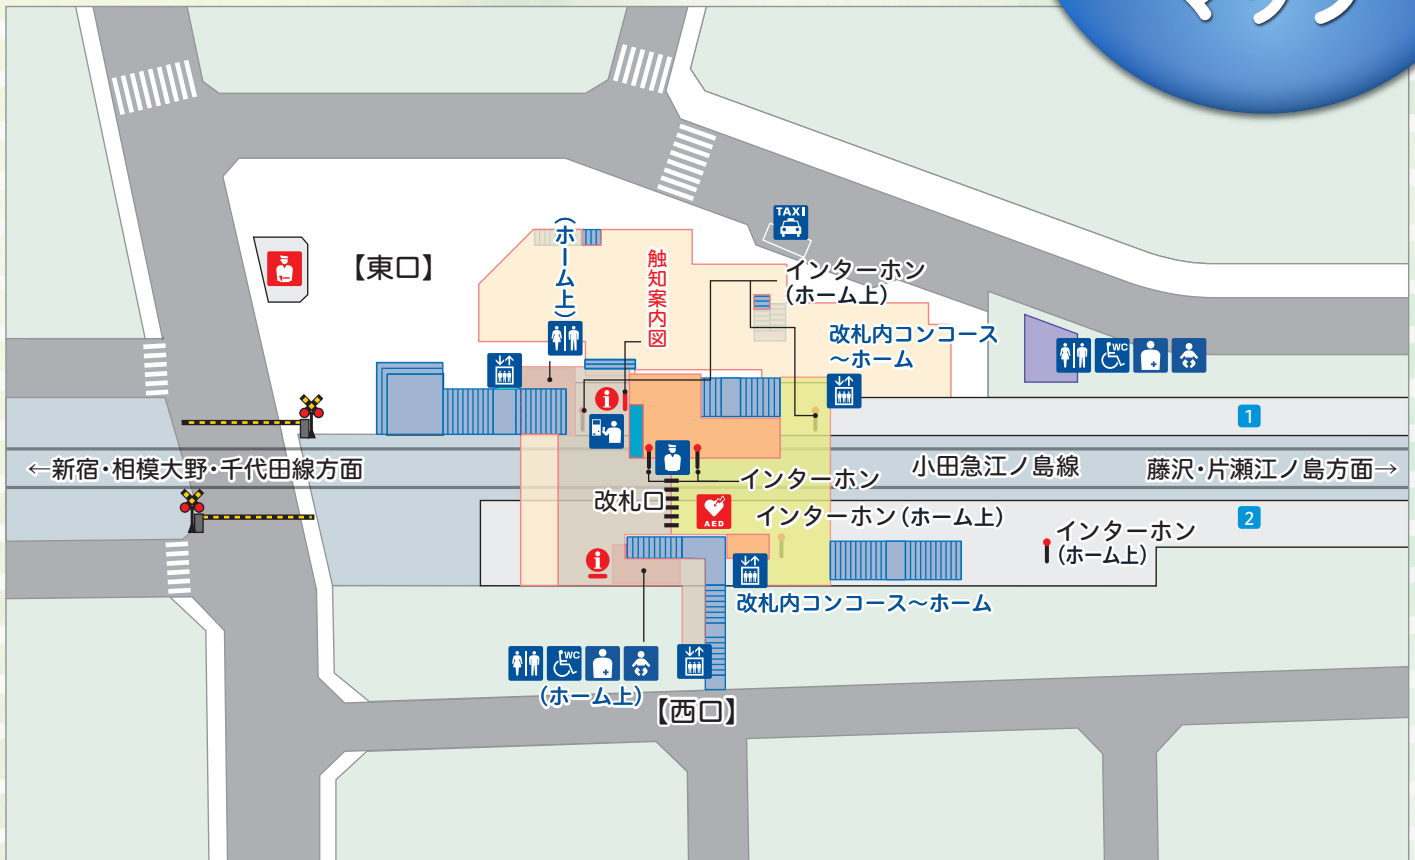 マップ
TAXI
(ホーム上)
【東口】
触知案内図
インターホン
(ホーム上)
改札内コンコース
～ホーム
WC
1
←新宿・相模大野・千代田線方面
小田急江ノ島線
藤沢・片瀬江ノ島方面→
インターホン
改札口
AED
インターホン(ホーム上)
2
インターホン
(ホーム上)
改札内コンコース～ホーム
WC
(ホーム上)
【西口】